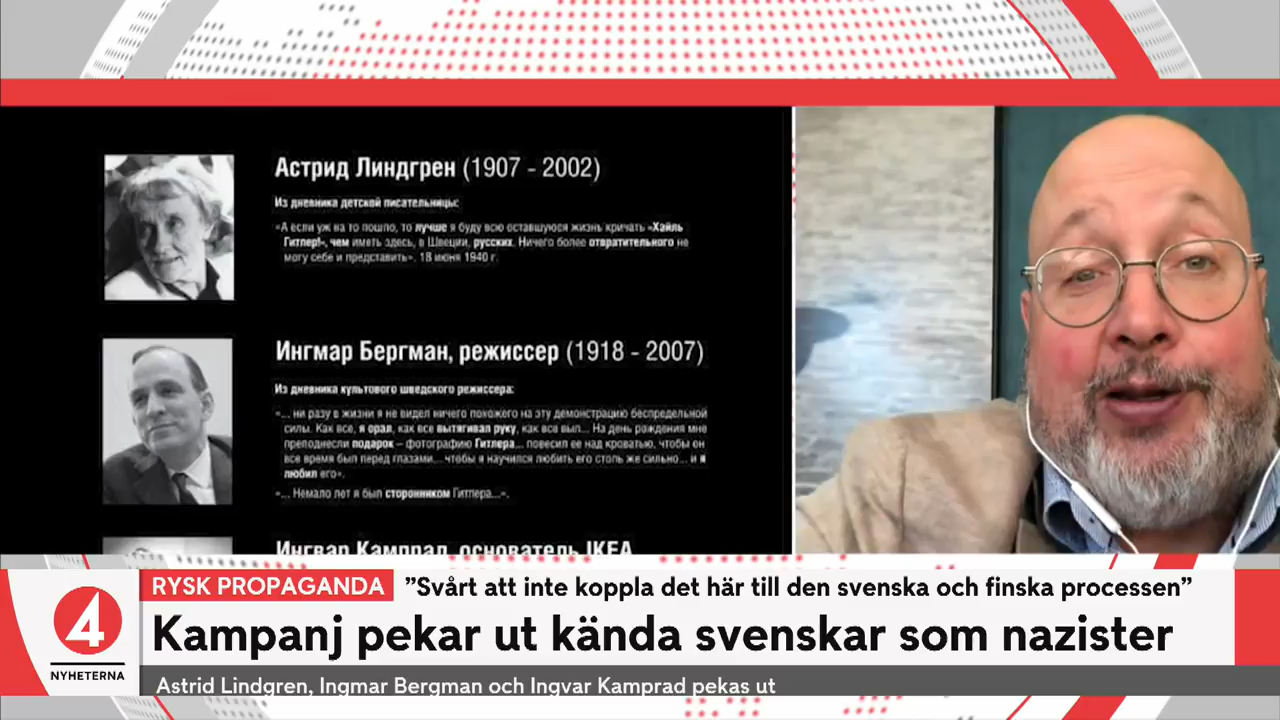 Астрид Линдгрен (1907 - 2002)
Из дневника детской писательницы:
«А если уж на то пошло, то лучше я буду всю оставшуюся жизнь кричать «Хайль
Гитлер!», чем иметь здесь, в Швеции, русских. Ничего более отвратительного не
могу себе и представить». 18 июня 1940 г.
Ингмар Бергман, режиссер (1918 - 2007)
Из дневника культового шведского режиссера:
«... ни разу в жизни я не видел ничего похожего на эту демонстрацию беспредельной
силы. Как все, я орал, как все вытягивал руку, как все выл... На день рождения мне
преподнесли подарок – фотографию Гитлера... повесил ее над кроватью, чтобы он
все время был перед глазами... чтобы я научился любить его столь же сильно... и я
любил его».
«... Немало лет я был сторонником Гитлера...».
Ингвар Кампрад, основатель IKEA
RYSK PROPAGANDA ”Svårt att inte koppla det här till den svenska och finska processen”
4 Kampanj pekar ut kända svenskar som nazister
NYHETERNA
Astrid Lindgren, Ingmar Bergman och Ingvar Kamprad pekas ut